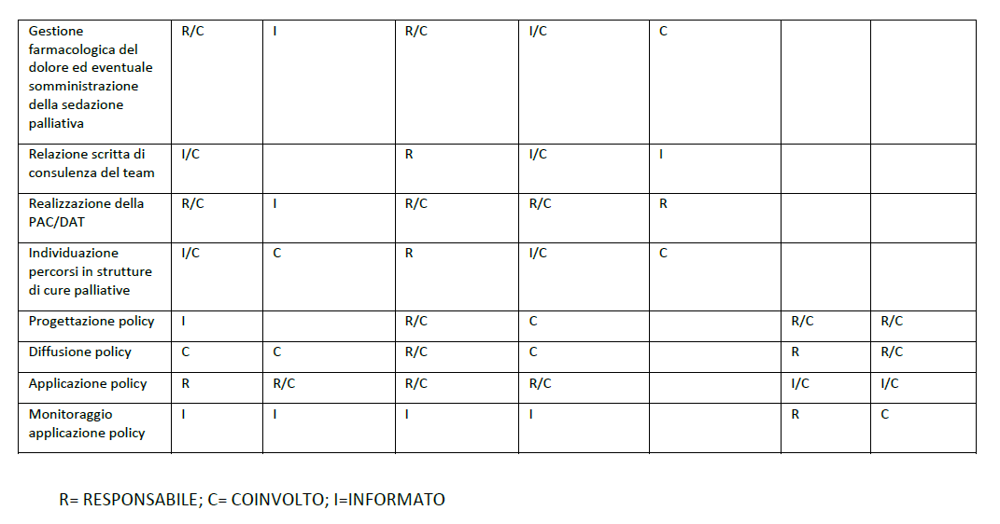 Gestione R/C I R/C I/C C
farmacologica del
dolore ed eventuale
somministrazione
della sedazione
palliativa
Relazione scritta di I/C R I/C I
consulenza del team
Realizzazione della R/C I R/C R/C R
PAC/DAT
Individuazione I/C C R I/C C
percorsi in strutture
di cure palliative
Progettazione policy I R/C C R/C R/C
Diffusione policy C C R/C C R R/C
Applicazione policy R R/C R/C R/C I/C I/C
Monitoraggio I I I I R C
applicazione policy
R= RESPONSABILE; C= COINVOLTO; I=INFORMATO